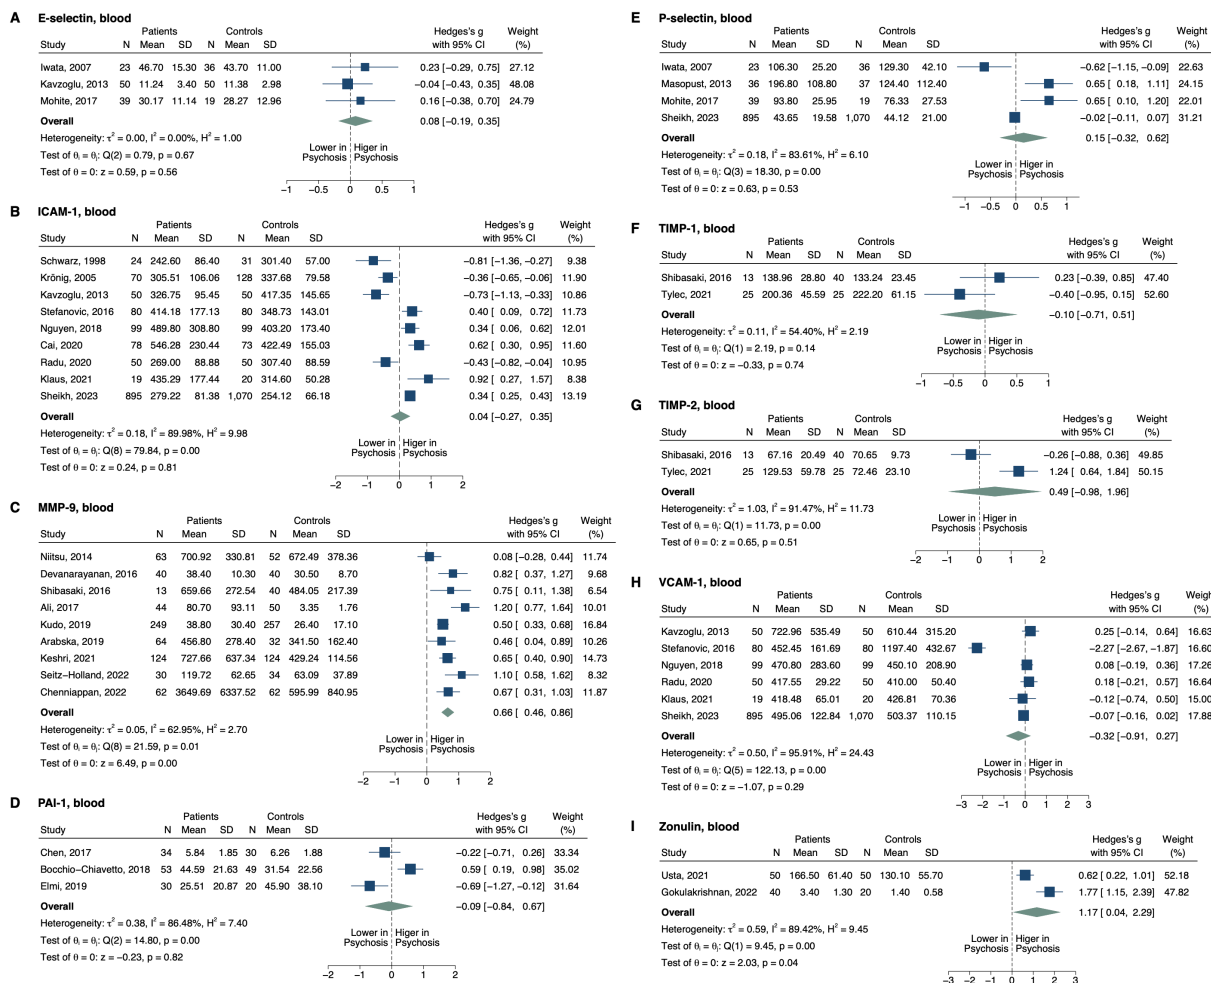 A E-selectin, blood
Patients Controls Hedges's g Weight
Study N Mean SD N Mean SD with 95% CI (%)
Iwata, 2007 23 46.70 15.30 36 43.70 11.00 0.23 [−0.29, 0.75] 27.12
Kavzoglu, 2013 50 11.24 3.40 50 11.38 2.98 −0.04 [−0.43, 0.35] 48.08
Mohite, 2017 39 30.17 11.14 19 28.27 12.96 0.16 [−0.38, 0.70] 24.79
Overall 0.08 [−0.19, 0.35]
Heterogeneity: τ² = 0.00, I² = 0.00%, H² = 1.00
Test of θi = θj: Q(2) = 0.79, p = 0.67
Test of θ = 0: z = 0.59, p = 0.56
Lower in Higer in
Psychosis Psychosis
−1 −0.5 0 0.5 1
B ICAM-1, blood
Patients Controls Hedges's g Weight
Study N Mean SD N Mean SD with 95% CI (%)
Schwarz, 1998 24 242.60 86.40 31 301.40 57.00 −0.81 [−1.36, −0.27] 9.38
Krönig, 2005 70 305.51 106.06 128 337.68 79.58 −0.36 [−0.65, −0.06] 11.90
Kavzoglu, 2013 50 326.75 95.45 50 417.35 145.65 −0.73 [−1.13, −0.33] 10.86
Stefanovic, 2016 80 414.18 177.13 80 348.73 143.01 0.40 [ 0.09, 0.72] 11.73
Nguyen, 2018 99 489.80 308.80 99 403.20 173.40 0.34 [ 0.06, 0.62] 12.01
Cai, 2020 78 546.28 230.44 73 422.49 155.03 0.62 [ 0.30, 0.95] 11.60
Radu, 2020 50 269.00 88.88 50 307.40 88.59 −0.43 [−0.82, −0.04] 10.95
Klaus, 2021 19 435.29 177.44 20 314.60 50.28 0.92 [ 0.27, 1.57] 8.38
Sheikh, 2023 895 279.22 81.38 1,070 254.12 66.18 0.34 [ 0.25, 0.43] 13.19
Overall 0.04 [−0.27, 0.35]
Heterogeneity: τ² = 0.18, I² = 89.98%, H² = 9.98
Test of θi = θj: Q(8) = 79.84, p = 0.00
Test of θ = 0: z = 0.24, p = 0.81
Lower in Higer in
Psychosis Psychosis
−2 −1 0 1 2
C MMP-9, blood
Patients Controls Hedges's g Weight
Study N Mean SD N Mean SD with 95% CI (%)
Niitsu, 2014 63 700.92 330.81 52 672.49 378.36 0.08 [−0.28, 0.44] 11.74
Devanarayanan, 2016 40 38.40 10.30 40 30.50 8.70 0.82 [ 0.37, 1.27] 9.68
Shibasaki, 2016 13 659.66 272.54 40 484.05 217.39 0.75 [ 0.11, 1.38] 6.54
Ali, 2017 44 80.70 93.11 50 3.35 1.76 1.20 [ 0.77, 1.64] 10.01
Kudo, 2019 249 38.80 30.40 257 26.40 17.10 0.50 [ 0.33, 0.68] 16.84
Arabska, 2019 64 456.80 278.40 32 341.50 162.40 0.46 [ 0.04, 0.89] 10.26
Keshri, 2021 124 727.66 637.34 124 429.24 114.56 0.65 [ 0.40, 0.90] 14.73
Seitz−Holland, 2022 30 119.72 62.65 34 63.09 37.89 1.10 [ 0.58, 1.62] 8.32
Chenniappan, 2022 62 3649.69 6337.52 62 595.99 840.95 0.67 [ 0.31, 1.03] 11.87
Overall 0.66 [ 0.46, 0.86]
Heterogeneity: τ² = 0.05, I² = 62.95%, H² = 2.70
Test of θi = θj: Q(8) = 21.59, p = 0.01
Test of θ = 0: z = 6.49, p = 0.00
Lower in Higer in
Psychosis Psychosis
−2 −1 0 1 2
D PAI-1, blood
Patients Controls Hedges's g Weight
Study N Mean SD N Mean SD with 95% CI (%)
Chen, 2017 34 5.84 1.85 30 6.26 1.88 −0.22 [−0.71, 0.26] 33.34
Bocchio−Chiavetto, 2018 53 44.59 21.63 49 31.54 22.56 0.59 [ 0.19, 0.98] 35.02
Elmi, 2019 30 25.51 20.87 20 45.90 38.10 −0.69 [−1.27, −0.12] 31.64
Overall −0.09 [−0.84, 0.67]
Heterogeneity: τ² = 0.38, I² = 86.48%, H² = 7.40
Test of θi = θj: Q(2) = 14.80, p = 0.00
Test of θ = 0: z = −0.23, p = 0.82
Lower in Higer in
Psychosis Psychosis
−2 −1 0 1 2
E P-selectin, blood
Patients Controls Hedges's g Weight
Study N Mean SD N Mean SD with 95% CI (%)
Iwata, 2007 23 106.30 25.20 36 129.30 42.10 −0.62 [−1.15, −0.09] 22.63
Masopust, 2013 36 196.80 108.80 37 124.40 112.40 0.65 [ 0.18, 1.11] 24.15
Mohite, 2017 39 93.80 25.95 19 76.33 27.53 0.65 [ 0.10, 1.20] 22.01
Sheikh, 2023 895 43.65 19.58 1,070 44.12 21.00 −0.02 [−0.11, 0.07] 31.21
Overall 0.15 [−0.32, 0.62]
Heterogeneity: τ² = 0.18, I² = 83.61%, H² = 6.10
Test of θi = θj: Q(3) = 18.30, p = 0.00
Test of θ = 0: z = 0.63, p = 0.53
Lower in Higer in
Psychosis Psychosis
−1 −0.5 0 0.5 1
F TIMP-1, blood
Patients Controls Hedges's g Weight
Study N Mean SD N Mean SD with 95% CI (%)
Shibasaki, 2016 13 138.96 28.80 40 133.24 23.45 0.23 [−0.39, 0.85] 47.40
Tylec, 2021 25 200.36 45.59 25 222.20 61.15 −0.40 [−0.95, 0.15] 52.60
Overall −0.10 [−0.71, 0.51]
Heterogeneity: τ² = 0.11, I² = 54.40%, H² = 2.19
Test of θi = θj: Q(1) = 2.19, p = 0.14
Test of θ = 0: z = −0.33, p = 0.74
Lower in Higer in
Psychosis Psychosis
−1 −0.5 0 0.5 1
G TIMP-2, blood
Patients Controls Hedges's g Weight
Study N Mean SD N Mean SD with 95% CI (%)
Shibasaki, 2016 13 67.16 20.49 40 70.65 9.73 −0.26 [−0.88, 0.36] 49.85
Tylec, 2021 25 129.53 59.78 25 72.46 23.10 1.24 [ 0.64, 1.84] 50.15
Overall 0.49 [−0.98, 1.96]
Heterogeneity: τ² = 1.03, I² = 91.47%, H² = 11.73
Test of θi = θj: Q(1) = 11.73, p = 0.00
Test of θ = 0: z = 0.65, p = 0.51
Lower in Higer in
Psychosis Psychosis
−2 −1 0 1 2
H VCAM-1, blood
Patients Controls Hedges's g Weight
Study N Mean SD N Mean SD with 95% CI (%)
Kavzoglu, 2013 50 722.96 535.49 50 610.44 315.20 0.25 [−0.14, 0.64] 16.63
Stefanovic, 2016 80 452.45 161.69 80 1197.40 432.67 −2.27 [−2.67, −1.87] 16.60
Nguyen, 2018 99 470.80 283.60 99 450.10 208.90 0.08 [−0.19, 0.36] 17.26
Radu, 2020 50 417.55 29.22 50 410.00 50.40 0.18 [−0.21, 0.57] 16.64
Klaus, 2021 19 418.48 65.01 20 426.81 70.36 −0.12 [−0.74, 0.50] 15.00
Sheikh, 2023 895 495.06 122.84 1,070 503.37 110.15 −0.07 [−0.16, 0.02] 17.88
Overall −0.32 [−0.91, 0.27]
Heterogeneity: τ² = 0.50, I² = 95.91%, H² = 24.43
Test of θi = θj: Q(5) = 122.13, p = 0.00
Test of θ = 0: z = −1.07, p = 0.29
Lower in Higer in
Psychosis Psychosis
−3 −2 −1 0 1 2 3
I Zonulin, blood
Patients Controls Hedges's g Weight
Study N Mean SD N Mean SD with 95% CI (%)
Usta, 2021 50 166.50 61.40 50 130.10 55.70 0.62 [ 0.22, 1.01] 52.18
Gokulakrishnan, 2022 40 3.40 1.30 20 1.40 0.58 1.77 [ 1.15, 2.39] 47.82
Overall 1.17 [ 0.04, 2.29]
Heterogeneity: τ² = 0.59, I² = 89.42%, H² = 9.45
Test of θi = θj: Q(1) = 9.45, p = 0.00
Test of θ = 0: z = 2.03, p = 0.04
Lower in Higer in
Psychosis Psychosis
−3 −2 −1 0 1 2 3